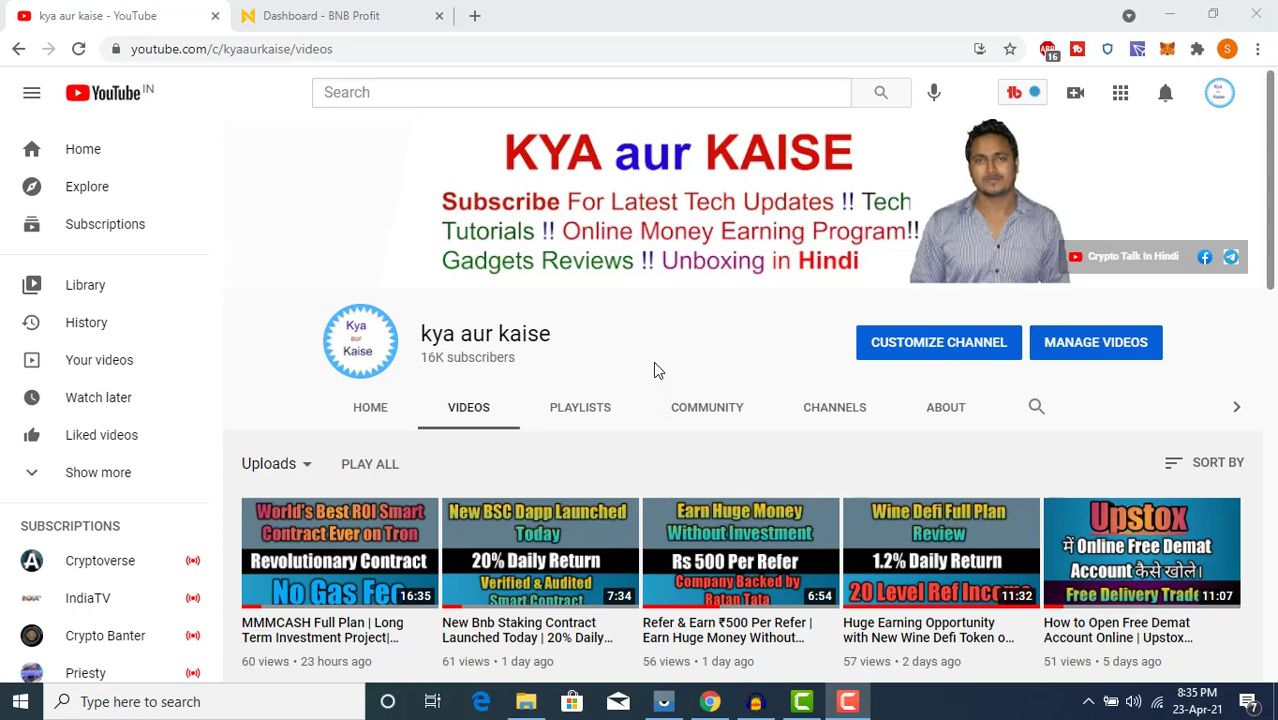 kya aur kaise - YouTube
Dashboard - BNB Profit
youtube.com/c/kyaaurkaise/videos
16
S
YouTube IN
Search
Home
Explore
Subscriptions
Library
History
Your videos
Watch later
Liked videos
Show more
SUBSCRIPTIONS
Cryptoverse
IndiaTV
Crypto Banter
Priesty
KYA aur KAISE
Subscribe For Latest Tech Updates !! Tech
Tutorials !! Online Money Earning Program!!
Gadgets Reviews !! Unboxing in Hindi
Crypto Talk In Hindi
Kya
aur
Kaise
kya aur kaise
16K subscribers
CUSTOMIZE CHANNEL
MANAGE VIDEOS
HOME
VIDEOS
PLAYLISTS
COMMUNITY
CHANNELS
ABOUT
Uploads
PLAY ALL
SORT BY
World's Best ROI Smart
Contract Ever on Tron
Revolutionary Contract
No Gas Fee
16:35
MMMCASH Full Plan | Long
Term Investment Project|...
60 views • 23 hours ago
New BSC Dapp Launched
Today
20% Daily Return
Verified & Audited
Smart Contract
7:34
New Bnb Staking Contract
Launched Today | 20% Daily...
61 views • 1 day ago
Earn Huge Money
Without Investment
Rs 500 Per Refer
Company Backed by
Ratan Tata
6:54
Refer & Earn ₹500 Per Refer |
Earn Huge Money Without...
56 views • 1 day ago
Wine Defi Full Plan
Review
1.2% Daily Return
20 Level Ref Income
11:32
Huge Earning Opportunity
with New Wine Defi Token o...
57 views • 2 days ago
Upstox
में Online Free Demat
Account कैसे खोले।
Free Delivery Trade
11:07
How to Open Free Demat
Account Online | Upstox...
51 views • 5 days ago
Type here to search
8:35 PM
23-Apr-21
7